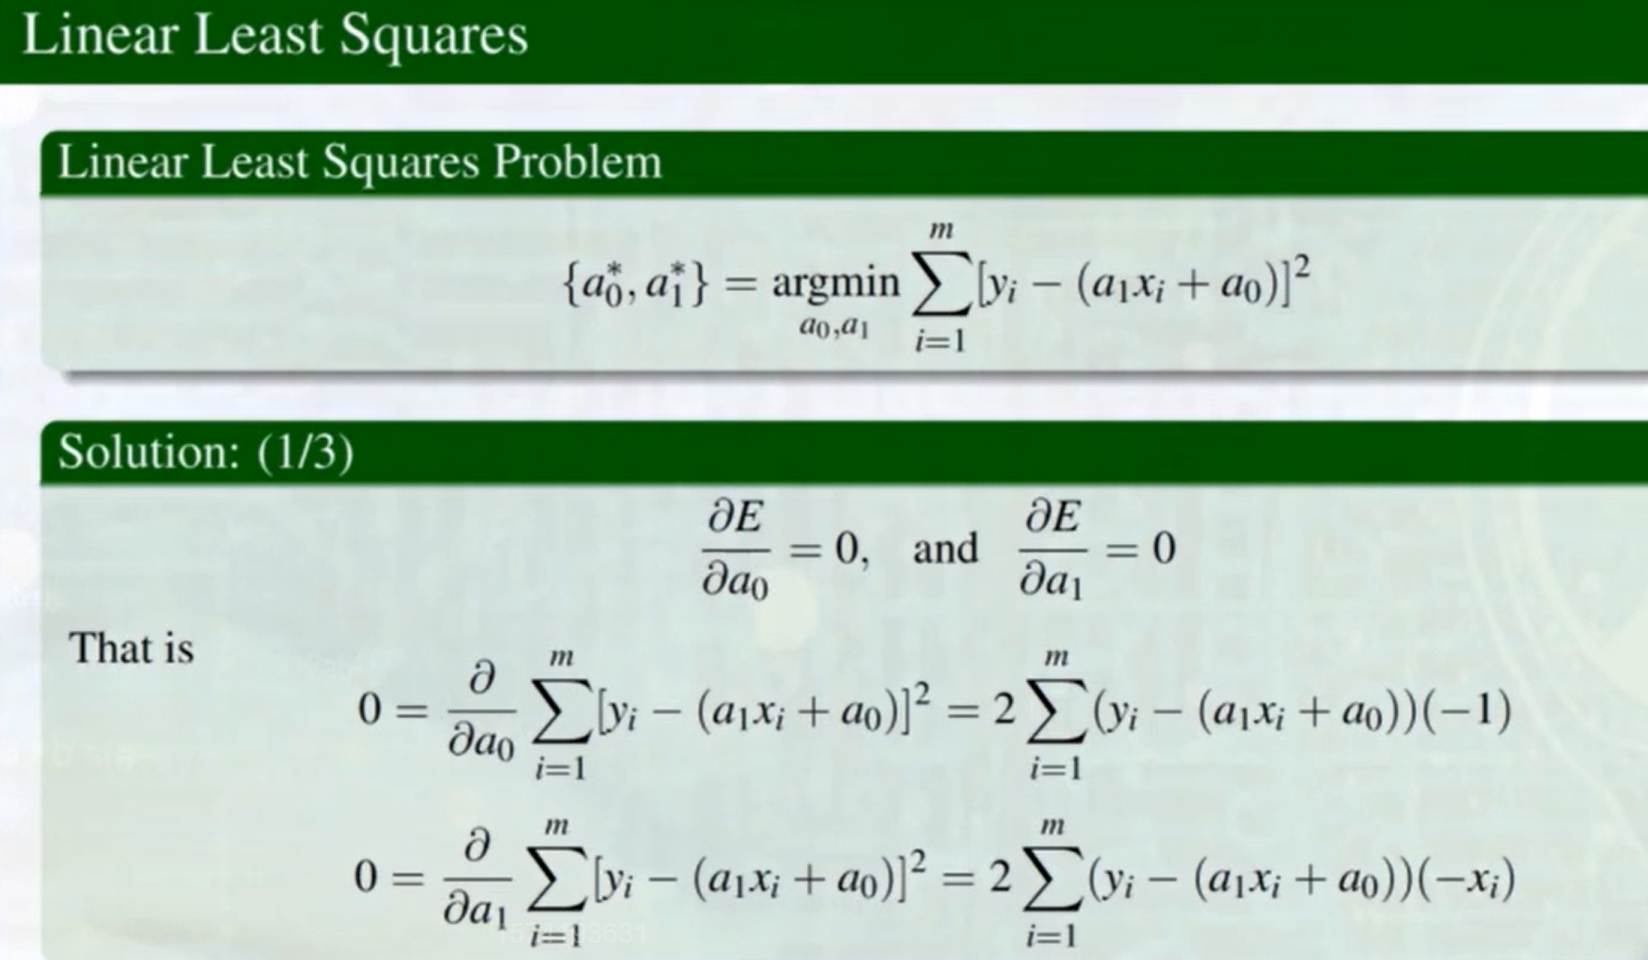 Linear Least Squares
Linear Least Squares Problem
$\{a_0^*, a_1^*\} = \underset{a_0,a_1}{\operatorname{argmin}} \sum_{i=1}^{m} [y_i - (a_1 x_i + a_0)]^2$
Solution: (1/3)
$\frac{\partial E}{\partial a_0} = 0, \text{ and } \frac{\partial E}{\partial a_1} = 0$
That is
$0 = \frac{\partial}{\partial a_0} \sum_{i=1}^{m} [y_i - (a_1 x_i + a_0)]^2 = 2 \sum_{i=1}^{m} (y_i - (a_1 x_i + a_0))(-1)$
$0 = \frac{\partial}{\partial a_1} \sum_{i=1}^{m} [y_i - (a_1 x_i + a_0)]^2 = 2 \sum_{i=1}^{m} (y_i - (a_1 x_i + a_0))(-x_i)$